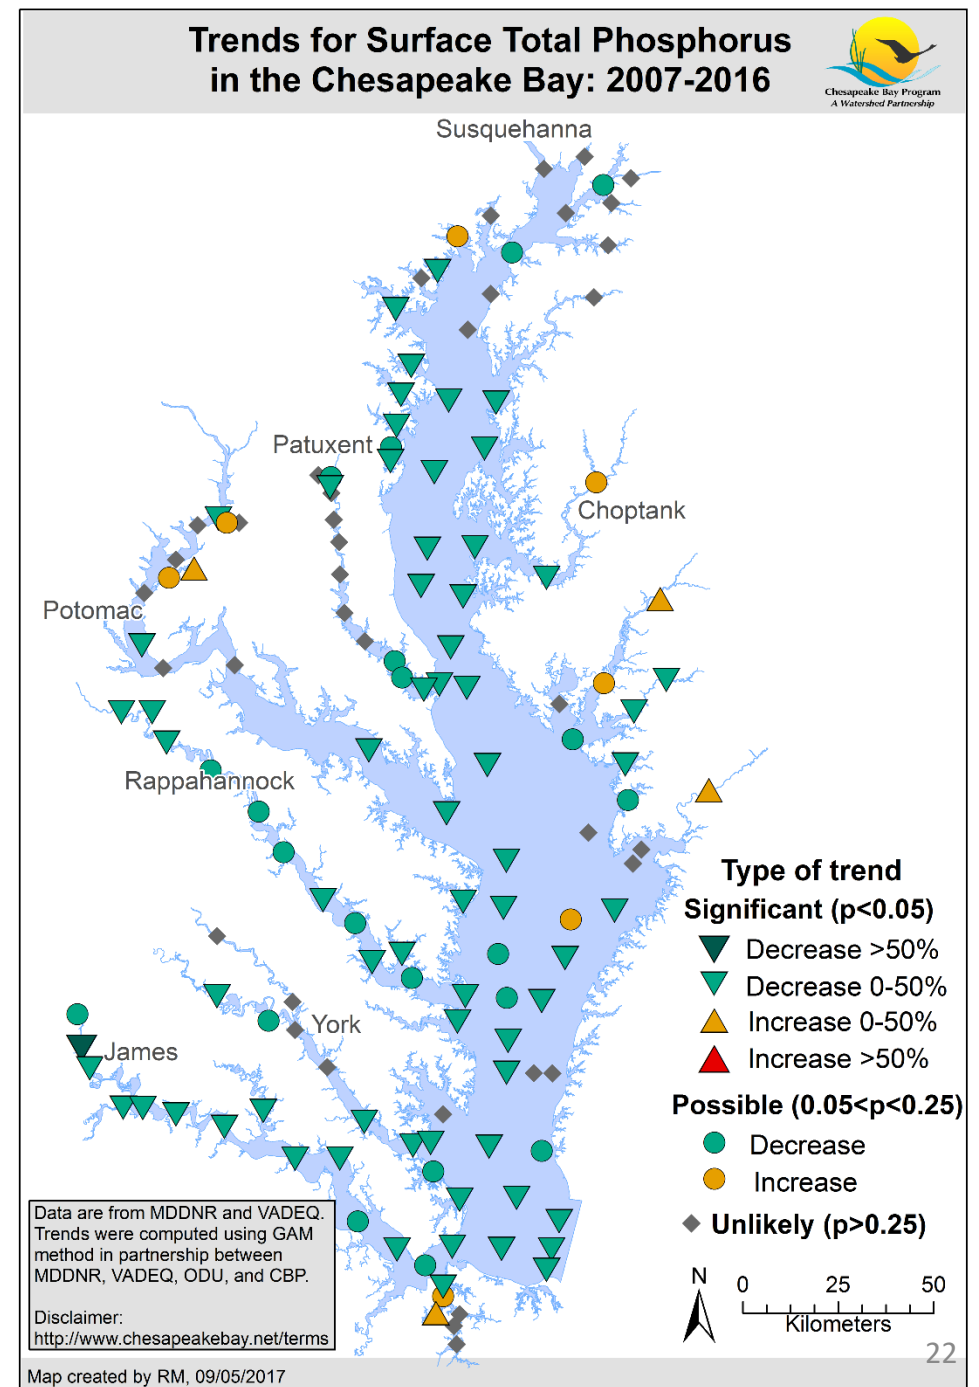 Trends for Surface Total Phosphorus
in the Chesapeake Bay: 2007-2016
Chesapeake Bay Program
A Watershed Partnership
Susquehanna
Patuxent
Choptank
Potomac
Rappahannock
York
James
Type of trend
Significant (p<0.05)
Decrease >50%
Decrease 0-50%
Increase 0-50%
Increase >50%
Possible (0.05<p<0.25)
Decrease
Increase
Unlikely (p>0.25)
N
0 25 50
Kilometers
Data are from MDDNR and VADEQ.
Trends were computed using GAM
method in partnership between
MDDNR, VADEQ, ODU, and CBP.
Disclaimer:
http://www.chesapeakebay.net/terms
22
Map created by RM, 09/05/2017